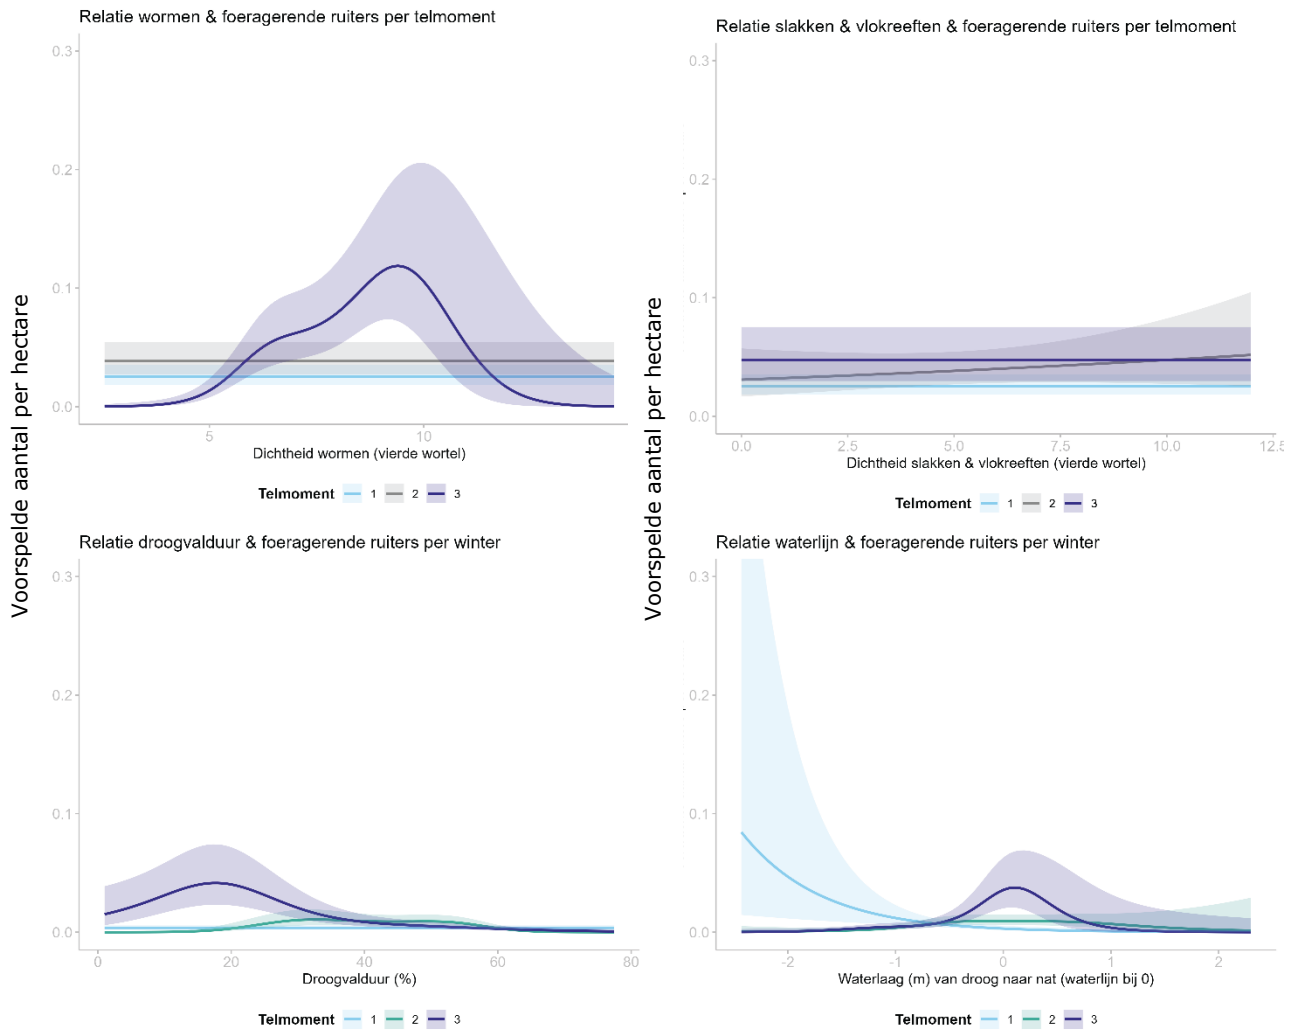 Relatie wormen & foeragerende ruiters per telmoment
0.3
0.2
0.1
0.0
5
10
Dichtheid wormen (vierde wortel)
Telmoment 1 2 3
Relatie slakken & vlokreeften & foeragerende ruiters per telmoment
0.3
0.2
0.1
0.0
0.0
2.5
5.0
7.5
10.0
12.5
Dichtheid slakken & vlokreeften (vierde wortel)
Telmoment 1 2 3
Voorspelde aantal per hectare
Voorspelde aantal per hectare
Relatie droogvalduur & foeragerende ruiters per winter
0.3
0.2
0.1
0.0
0
20
40
60
80
Droogvalduur (%)
Telmoment 1 2 3
Relatie waterlijn & foeragerende ruiters per winter
0.3
0.2
0.1
0.0
-2
-1
0
1
2
Waterlaag (m) van droog naar nat (waterlijn bij 0)
Telmoment 1 2 3